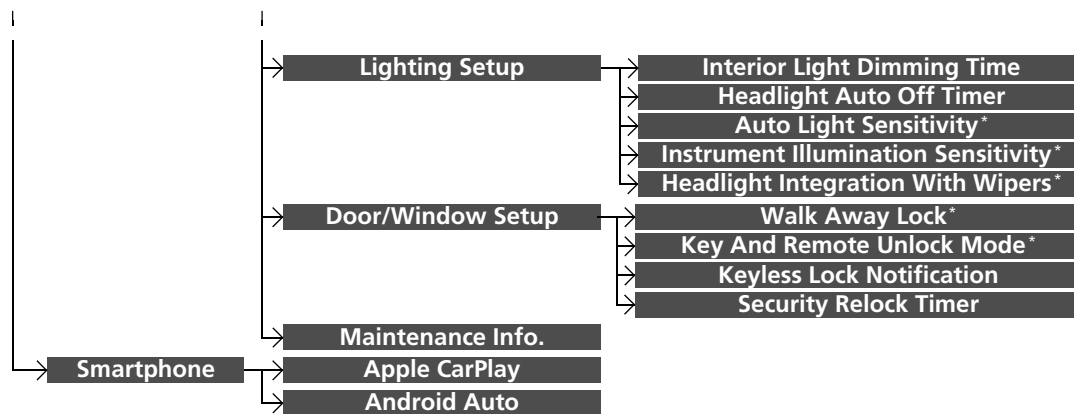 Lighting Setup
Interior Light Dimming Time
Headlight Auto Off Timer
Auto Light Sensitivity*
Instrument Illumination Sensitivity*
Headlight Integration With Wipers*
Door/Window Setup
Walk Away Lock*
Key And Remote Unlock Mode*
Keyless Lock Notification
Security Relock Timer
Maintenance Info.
Smartphone
Apple CarPlay
Android Auto